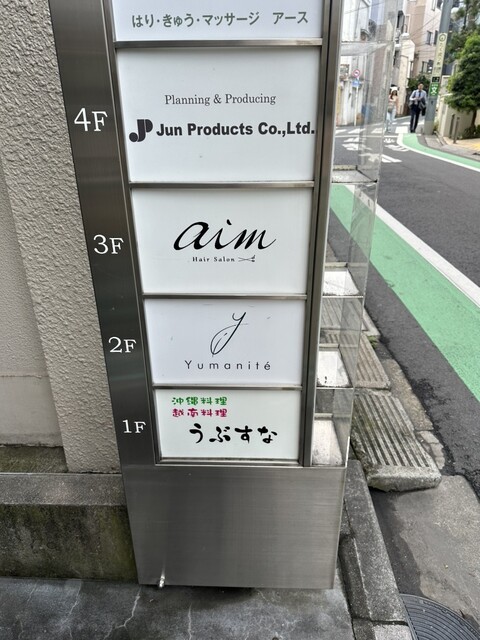 はり・きゅう・マッサージ アース
4F
Planning & Producing
JP Jun Products Co.,Ltd.
3F
aim
Hair Salon
2F
y
Yumanité
1F
沖縄料理
越南料理
うぶすな